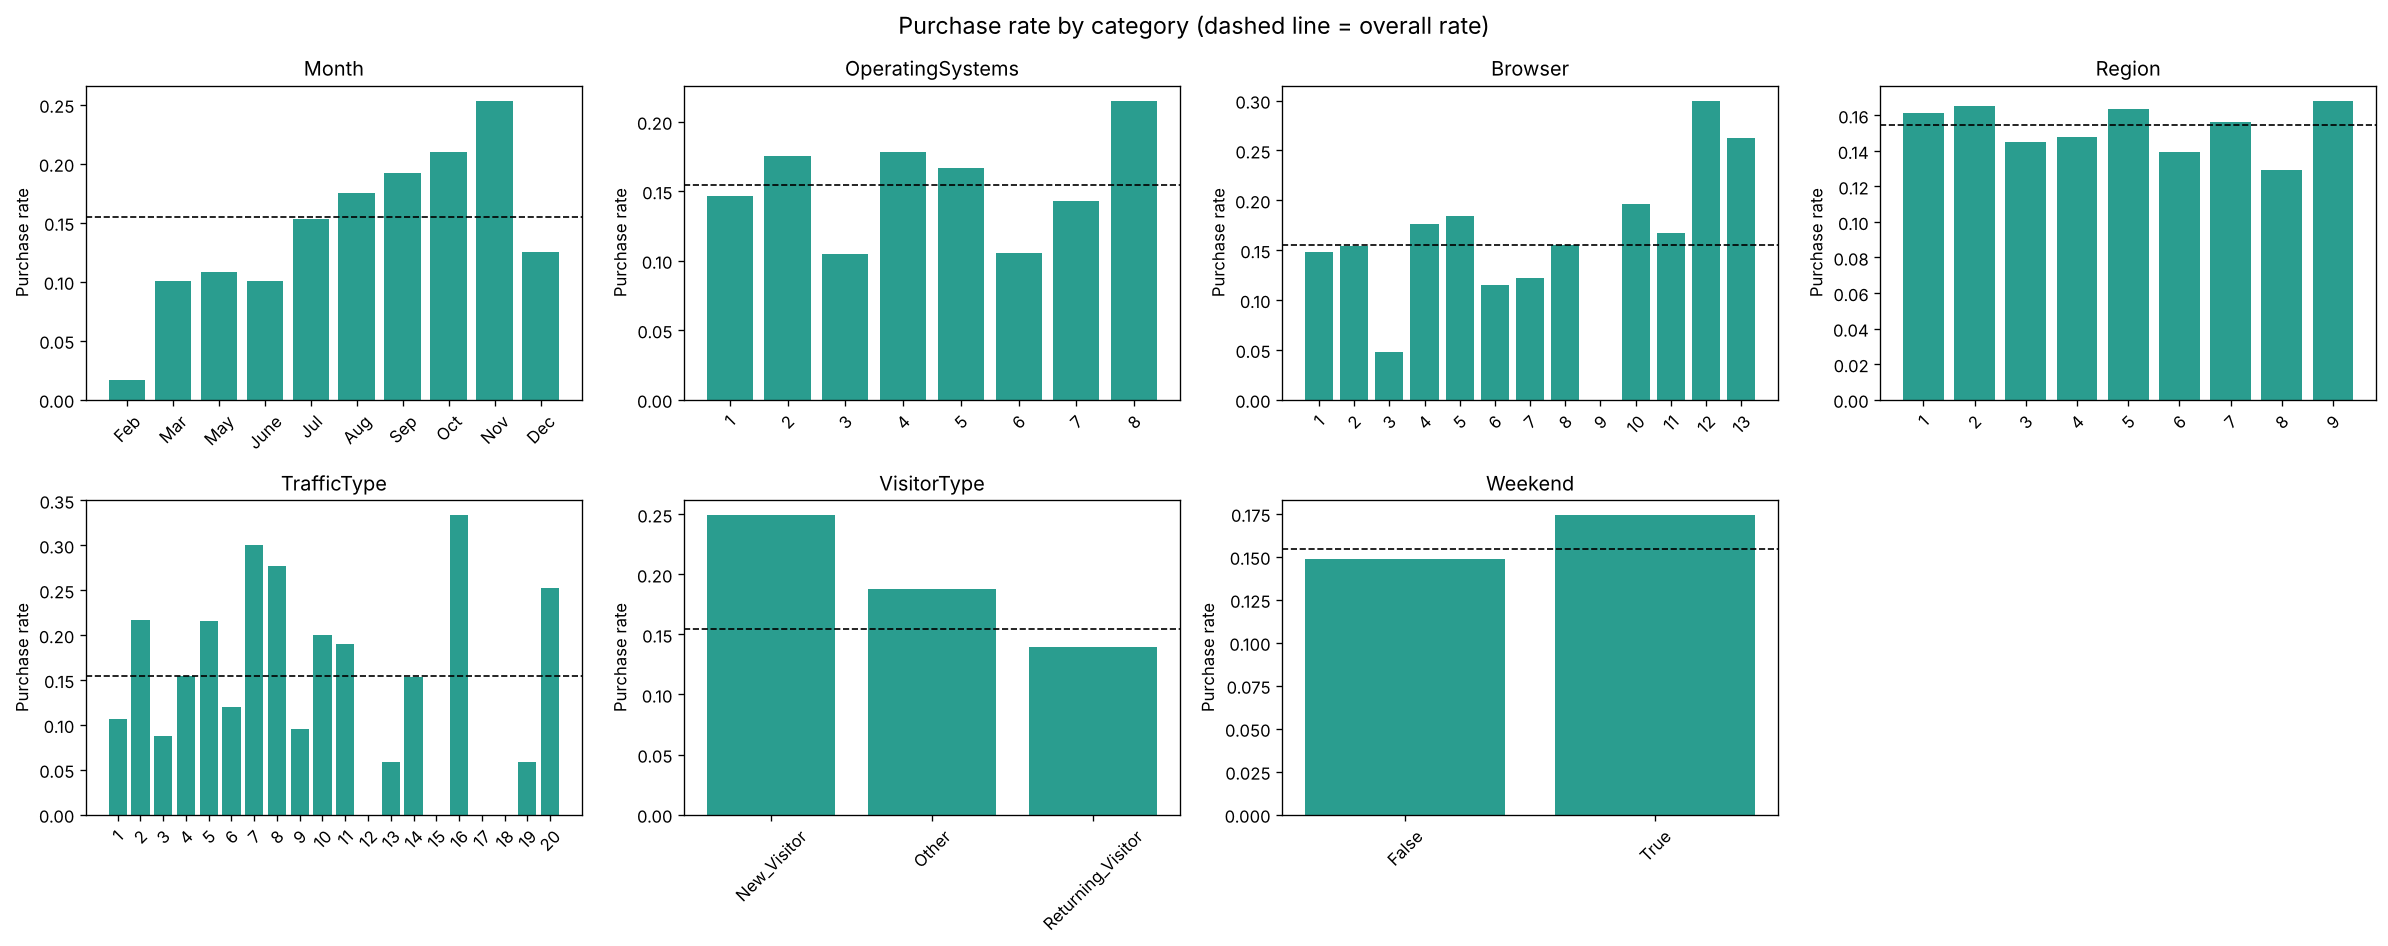 Purchase rate by category (dashed line = overall rate)
Month
Purchase rate
0.25
0.20
0.15
0.10
0.05
0.00
Feb Mar May June Jul Aug Sep Oct Nov Dec
OperatingSystems
Purchase rate
0.20
0.15
0.10
0.05
0.00
1 2 3 4 5 6 7 8
Browser
Purchase rate
0.30
0.25
0.20
0.15
0.10
0.05
0.00
1 2 3 4 5 6 7 8 9 10 11 12 13
Region
Purchase rate
0.16
0.14
0.12
0.10
0.08
0.06
0.04
0.02
0.00
1 2 3 4 5 6 7 8 9
TrafficType
Purchase rate
0.35
0.30
0.25
0.20
0.15
0.10
0.05
0.00
1 2 3 4 5 6 7 8 9 10 11 12 13 14 15 16 17 18 19 20
VisitorType
Purchase rate
0.25
0.20
0.15
0.10
0.05
0.00
New_Visitor Other Returning_Visitor
Weekend
Purchase rate
0.175
0.150
0.125
0.100
0.075
0.050
0.025
0.000
False True